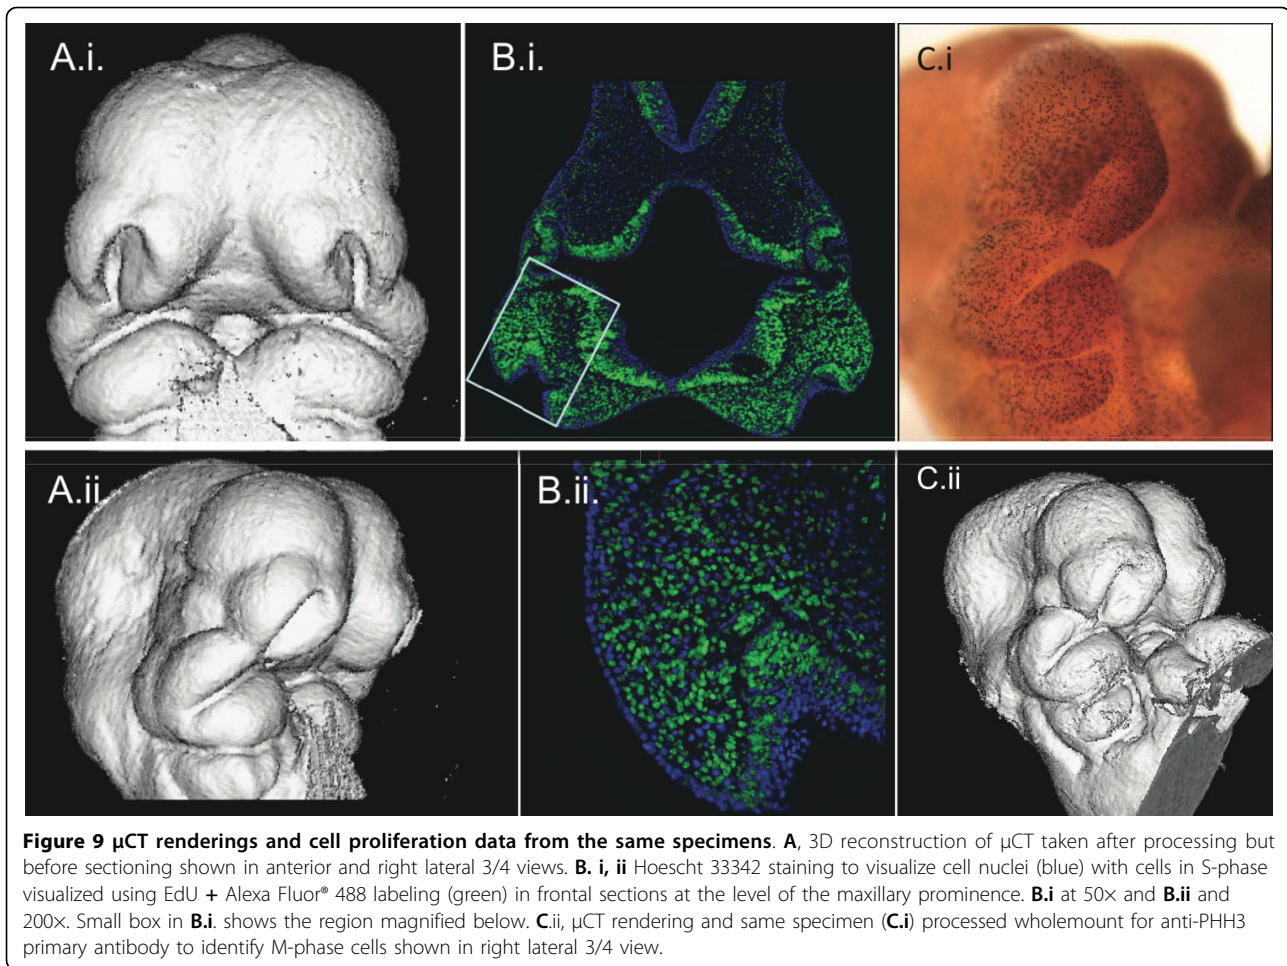 A.i.
B.i.
C.i
A.ii.
B.ii.
C.ii
Figure 9 µCT renderings and cell proliferation data from the same specimens. A, 3D reconstruction of µCT taken after processing but
before sectioning shown in anterior and right lateral 3/4 views. B. i, ii Hoescht 33342 staining to visualize cell nuclei (blue) with cells in S-phase
visualized using EdU + Alexa Fluor® 488 labeling (green) in frontal sections at the level of the maxillary prominence. B.i at 50× and B.ii and
200×. Small box in B.i. shows the region magnified below. C.ii, µCT rendering and same specimen (C.i) processed wholemount for anti-PHH3
primary antibody to identify M-phase cells shown in right lateral 3/4 view.